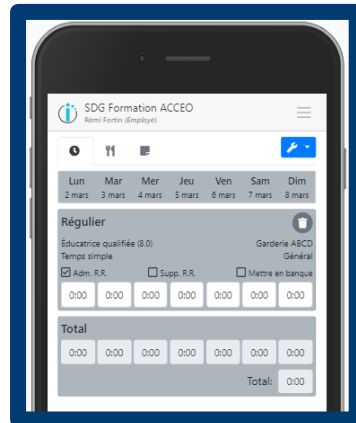 SDG Formation ACCEO
Rémi Fortin (Employé)
Lun Mar Mer Jeu Ven Sam Dim
2 mars 3 mars 4 mars 5 mars 6 mars 7 mars 8 mars
Régulier
Éducatrice qualifiée (8.0) Garderie ABCD
Temps simple Général
Adm. R.R. Supp. R.R. Mettre en banque
0:00 0:00 0:00 0:00 0:00 0:00 0:00
Total
0:00 0:00 0:00 0:00 0:00 0:00 0:00
Total: 0:00